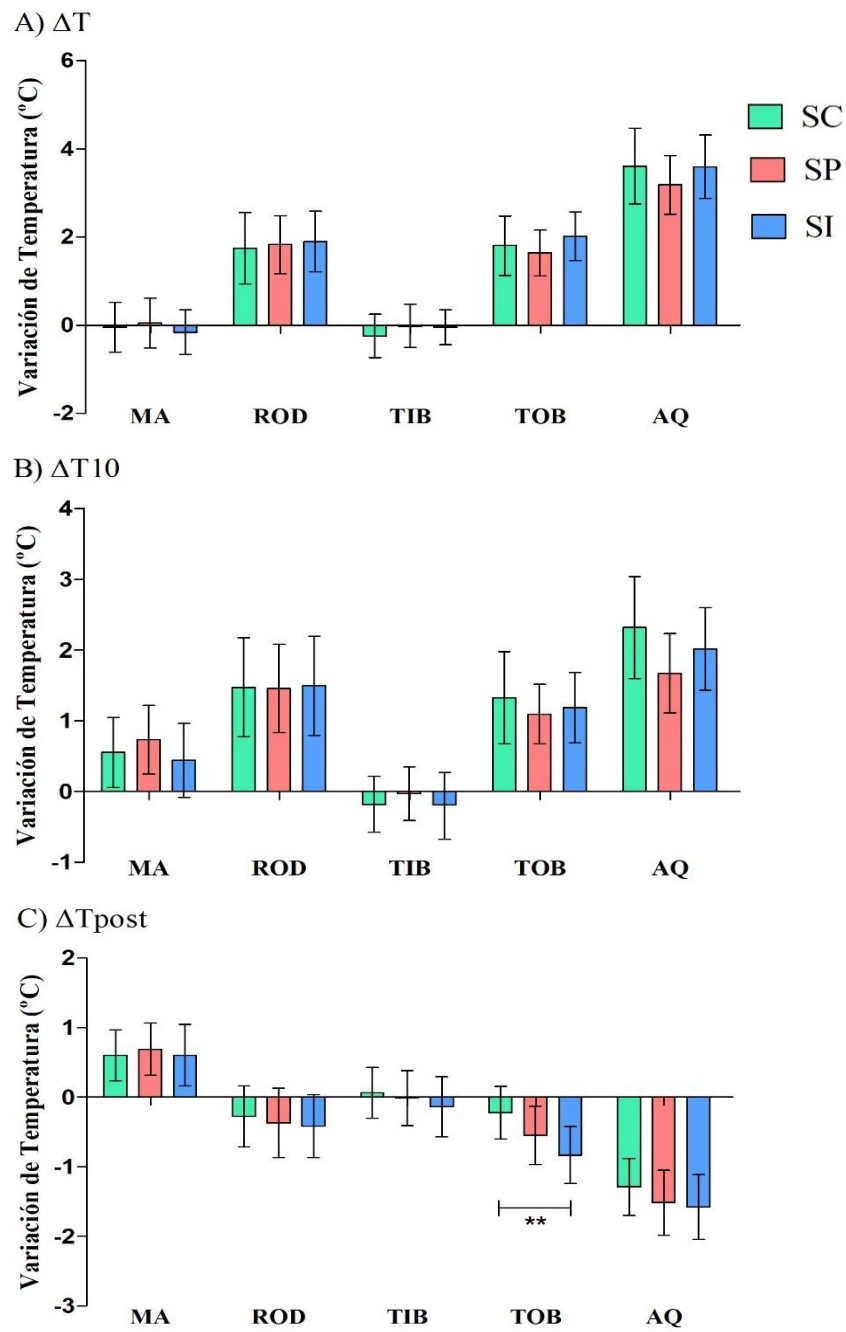 A) ΔT
Variación de Temperatura (ºC)
6
4
2
0
-2
MA ROD TIB TOB AQ
SC
SP
SI
B) ΔT10
Variación de Temperatura (ºC)
4
3
2
1
0
-1
MA ROD TIB TOB AQ
C) ΔTpost
Variación de Temperatura (ºC)
2
1
0
-1
-2
-3
**
MA ROD TIB TOB AQ